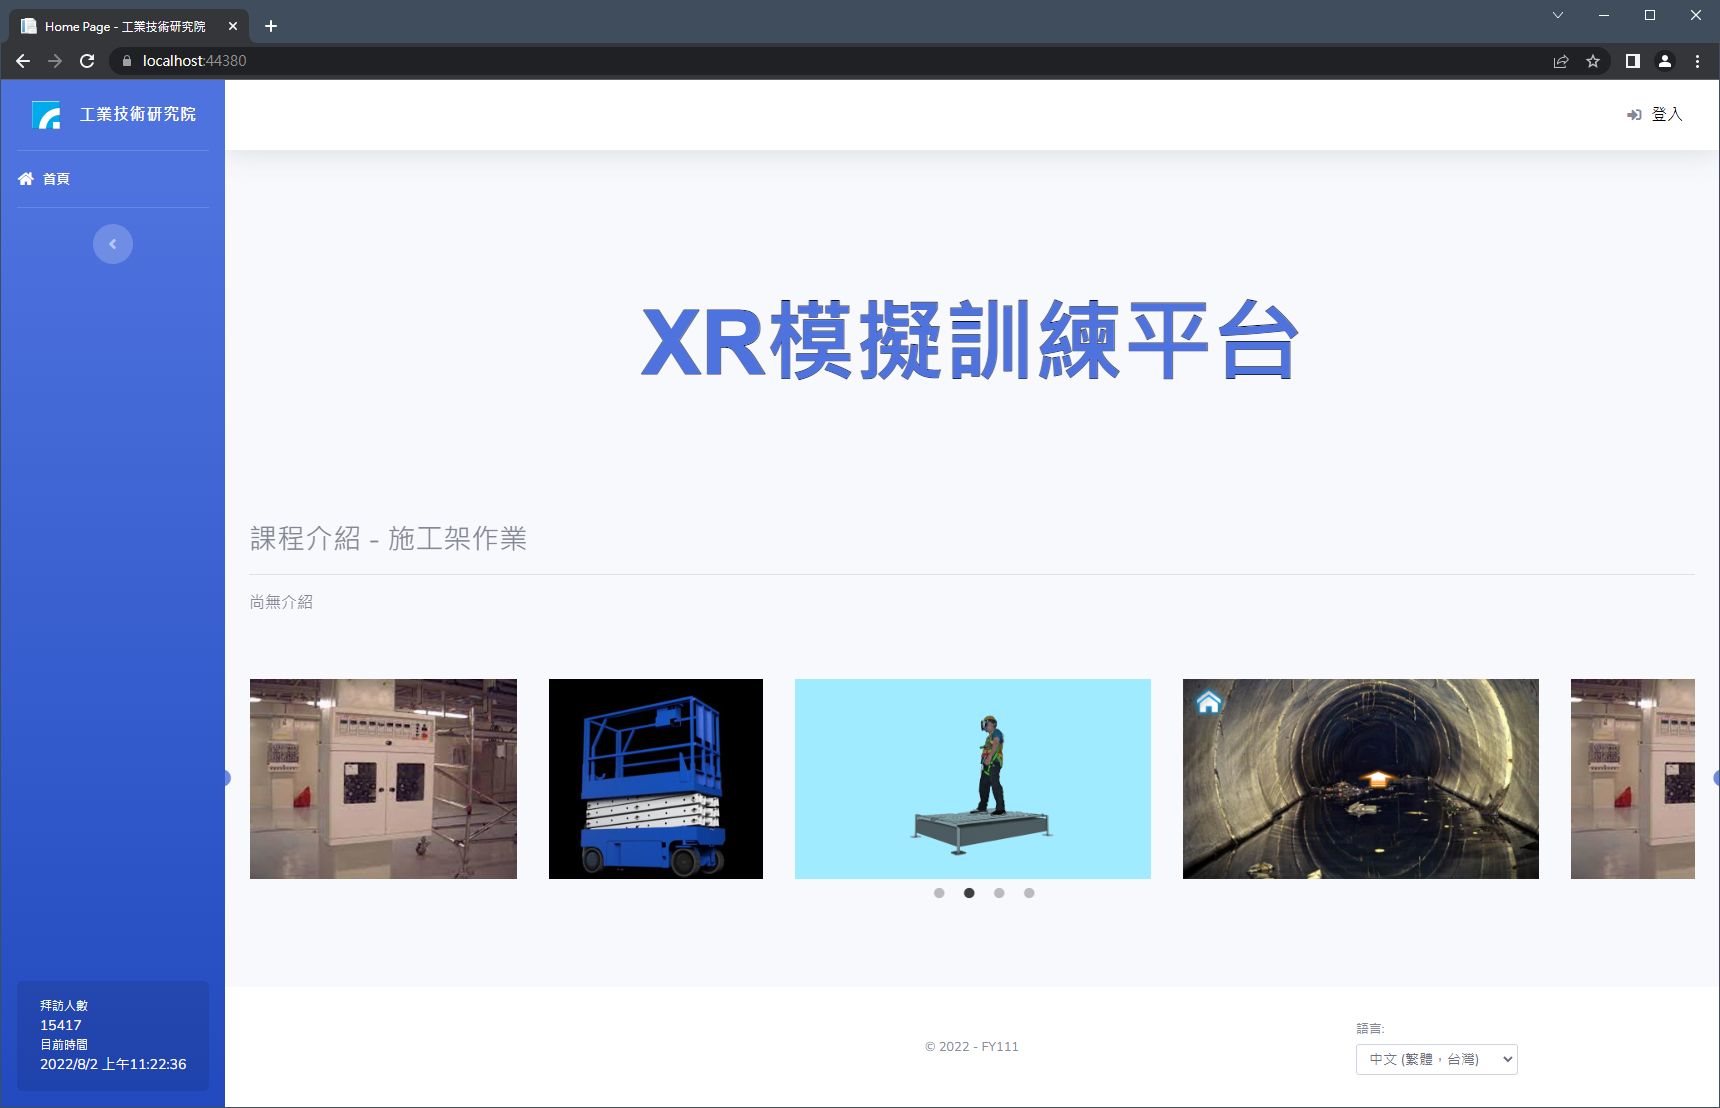 Home Page - 工業技術研究院
localhost:44380
工業技術研究院
登入
首頁
XR模擬訓練平台
課程介紹 - 施工架作業
尚無介紹
拜訪人數
15417
目前時間
2022/8/2 上午11:22:36
© 2022 - FY111
語言:
中文 (繁體，台灣)